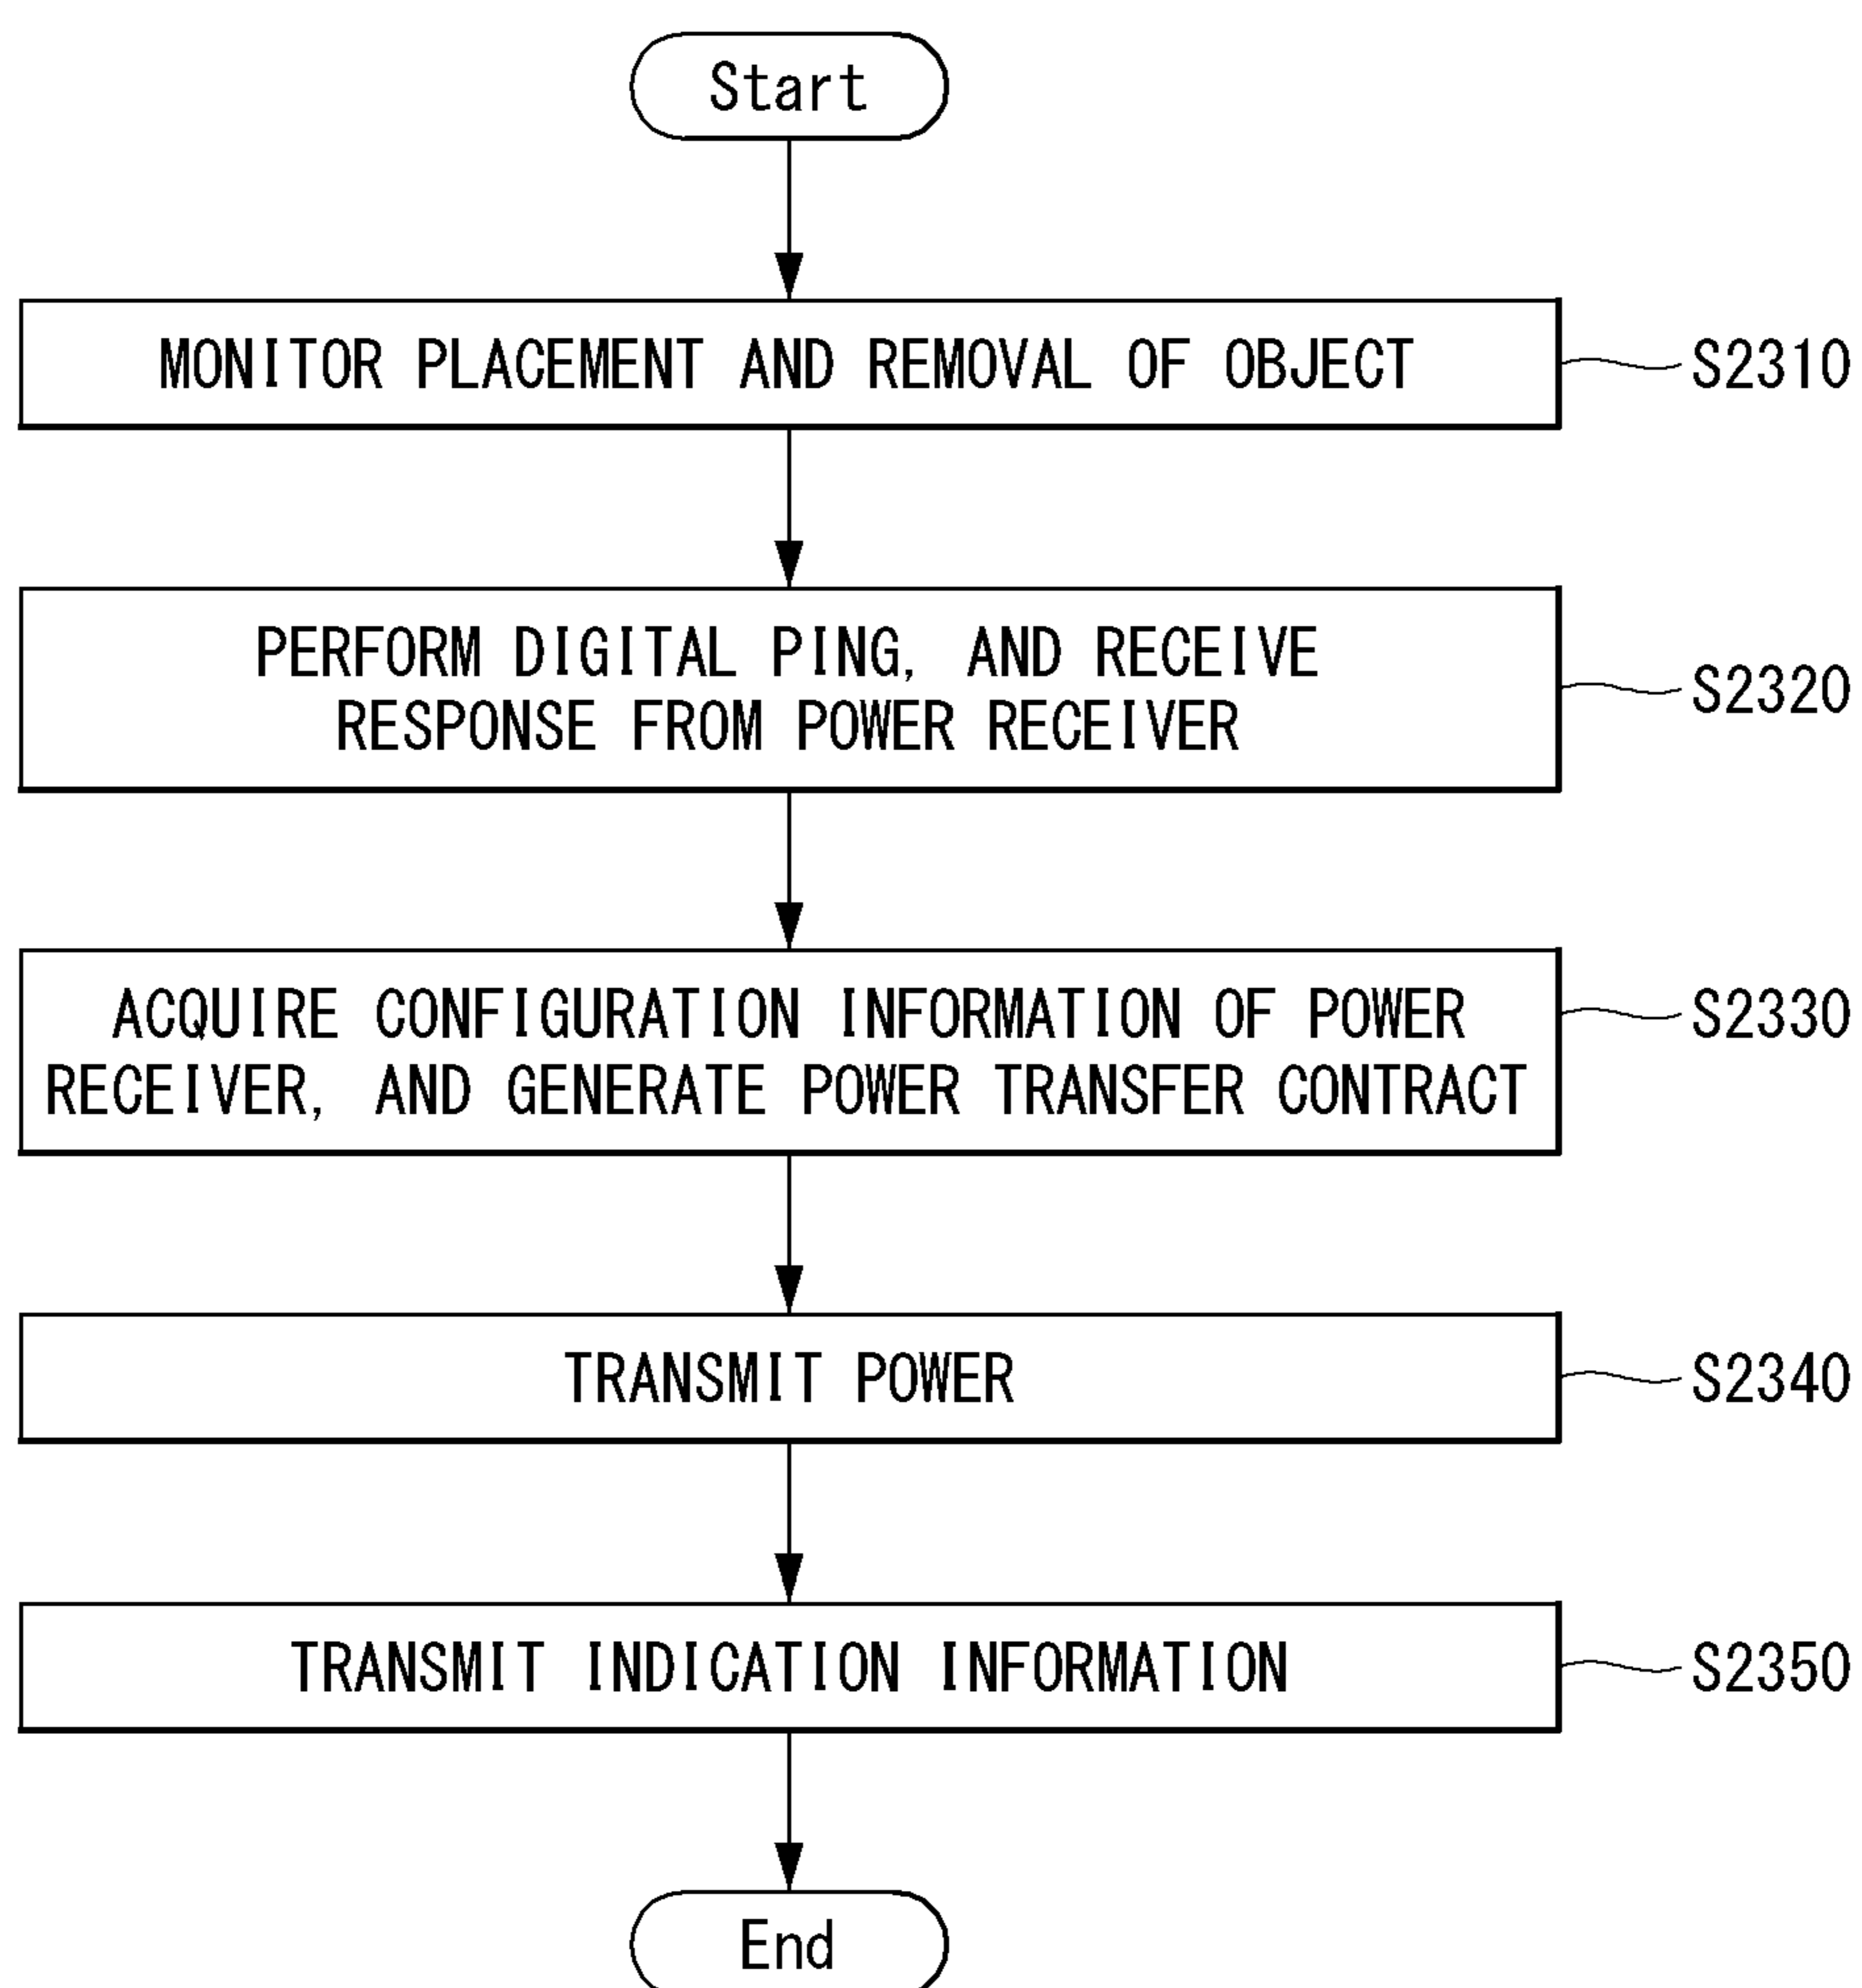 Start
MONITOR PLACEMENT AND REMOVAL OF OBJECT
S2310
PERFORM DIGITAL PING, AND RECEIVE
RESPONSE FROM POWER RECEIVER
S2320
ACQUIRE CONFIGURATION INFORMATION OF POWER
RECEIVER, AND GENERATE POWER TRANSFER CONTRACT
S2330
TRANSMIT POWER
S2340
TRANSMIT INDICATION INFORMATION
S2350
End